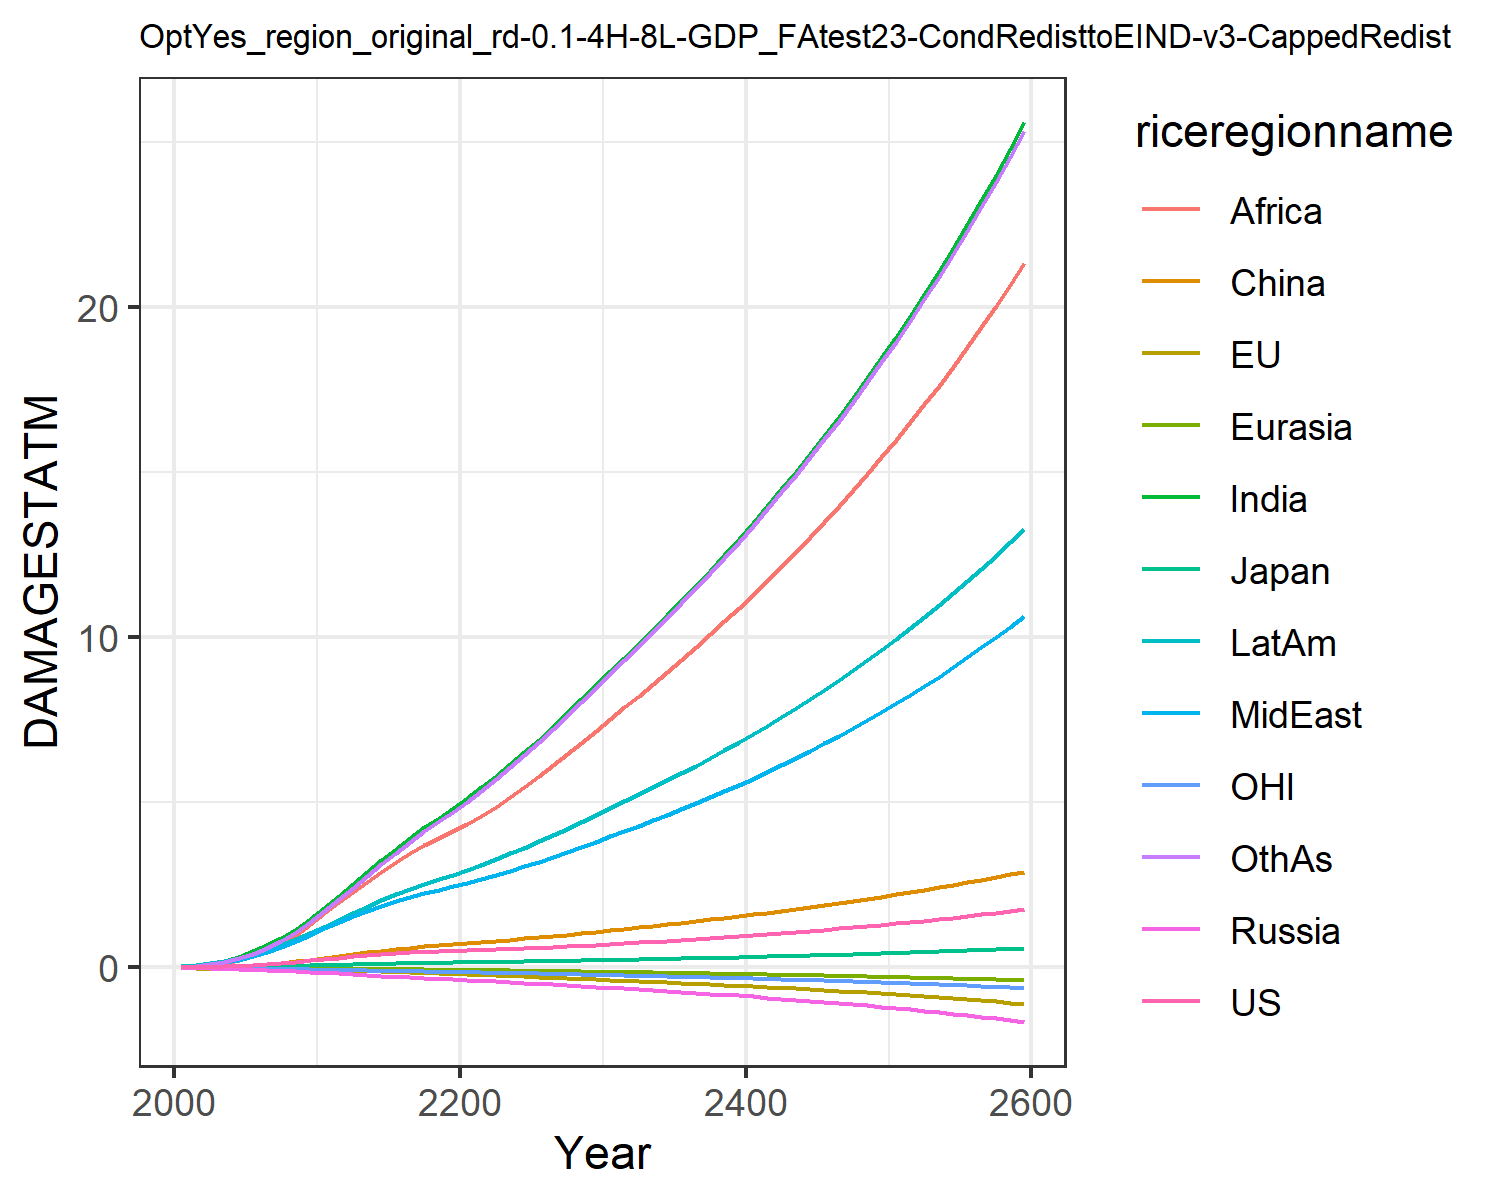 OptYes_region_original_rd-0.1-4H-8L-GDP_FAtest23-CondRedisttoEIND-v3-CappedRedist
DAMAGESTATM
20
10
0
2000
2200
2400
2600
Year
riceregionname
Africa
China
EU
Eurasia
India
Japan
LatAm
MidEast
OHI
OthAs
Russia
US